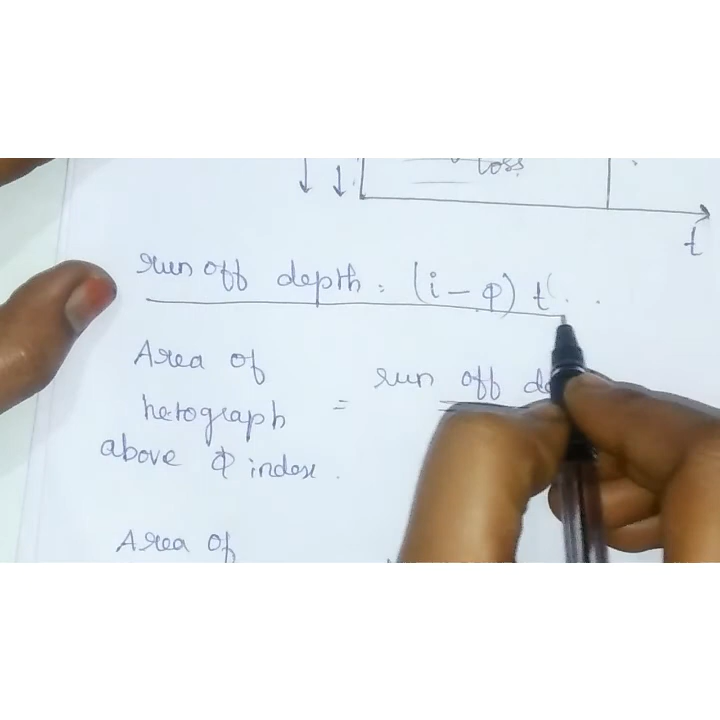 loss
t
run off depth = (i - φ) t
Area of
hetograph = run off de
above φ index.
Area of